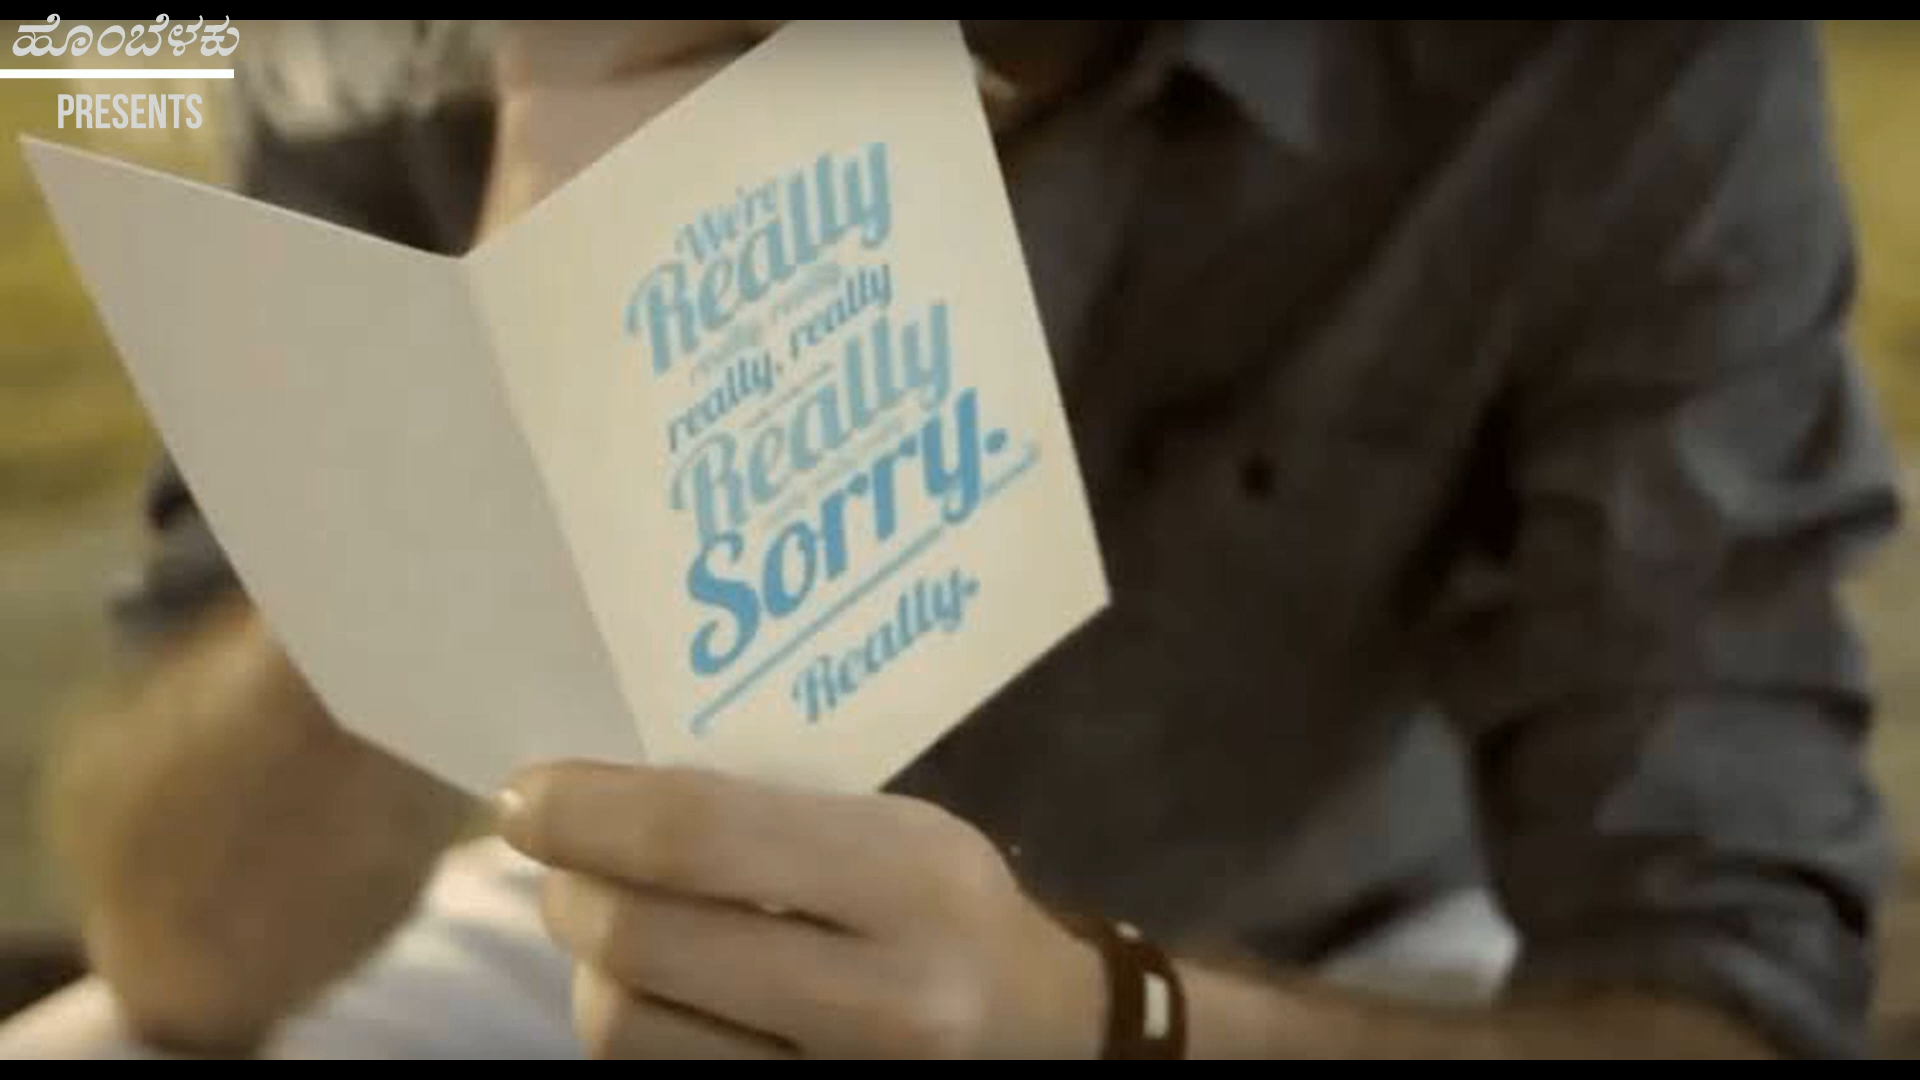 ಹೊಂಬೆಳಕು
PRESENTS
We're
Really
really, really
Really
Sorry.
Really.